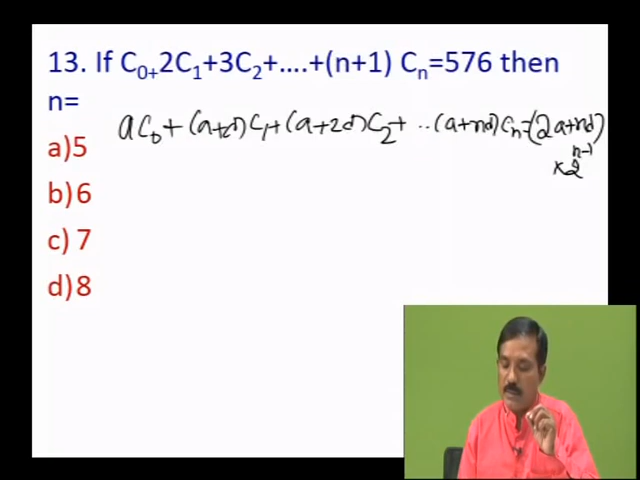 13. If C₀₊2C₁+3C₂+....+(n+1) Cₙ=576 then
n=
aC₀+(a+d)C₁+(a+2d)C₂+ ..(a+nd)Cₙ=(2a+nd)
×2ⁿ⁻¹
a)5
b)6
c) 7
d)8